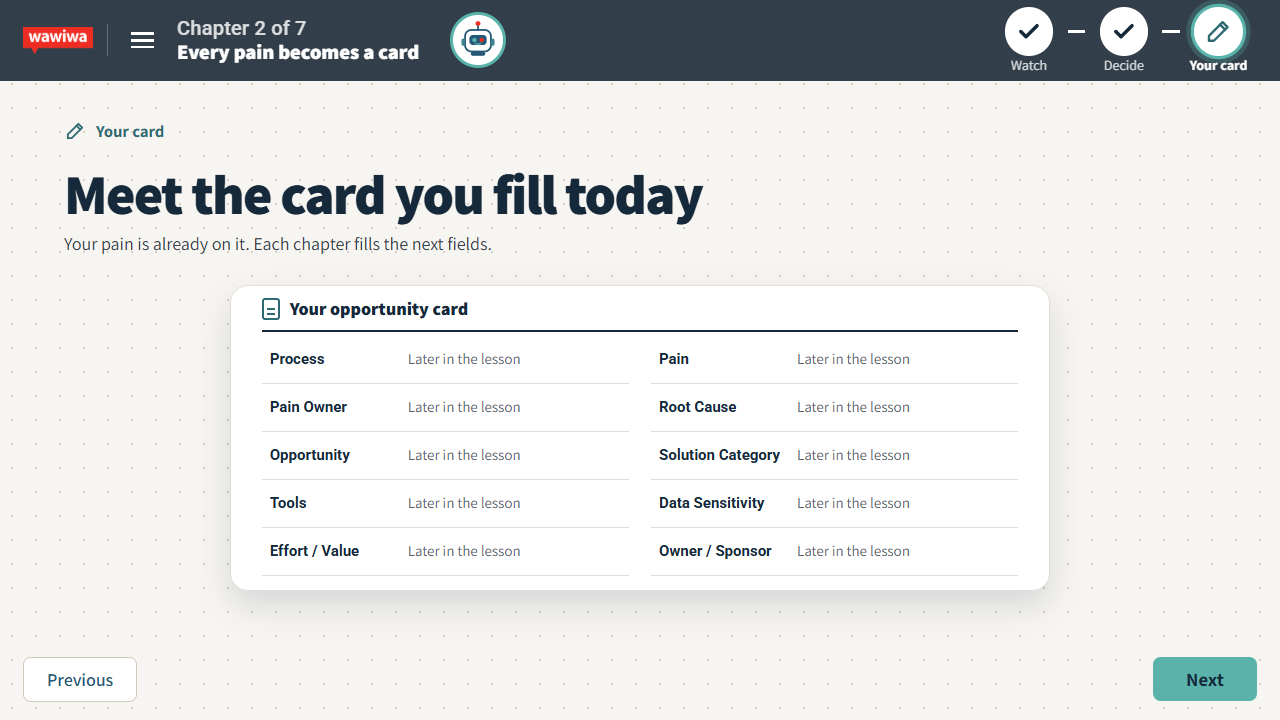 wawiwa
Chapter 2 of 7
Every pain becomes a card
Watch
Decide
Your card
Your card
Meet the card you fill today
Your pain is already on it. Each chapter fills the next fields.
Your opportunity card
Process Later in the lesson
Pain Later in the lesson
Pain Owner Later in the lesson
Root Cause Later in the lesson
Opportunity Later in the lesson
Solution Category Later in the lesson
Tools Later in the lesson
Data Sensitivity Later in the lesson
Effort / Value Later in the lesson
Owner / Sponsor Later in the lesson
Previous
Next